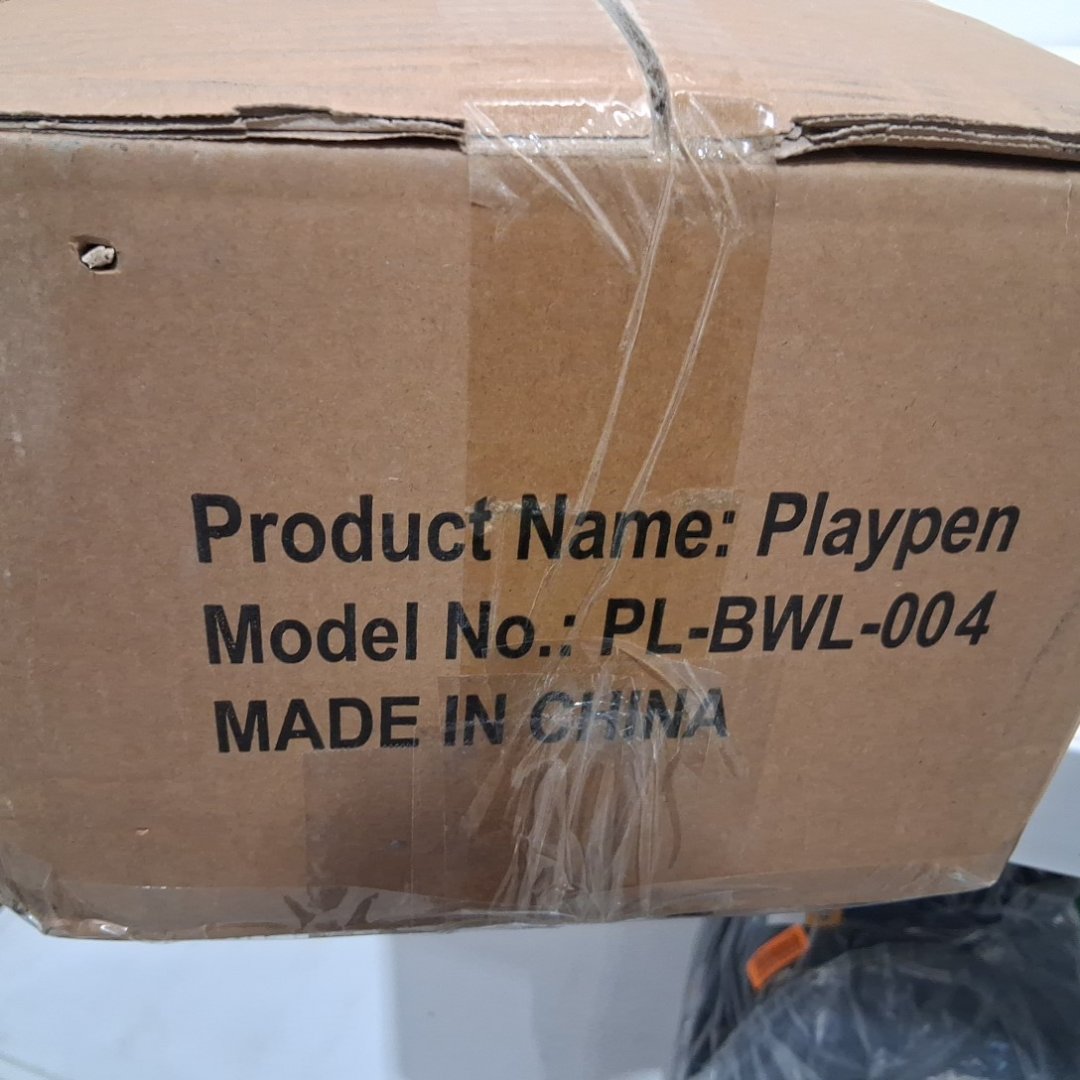 Product Name: Playpen
Model No.: PL-BWL-004
MADE IN CHINA